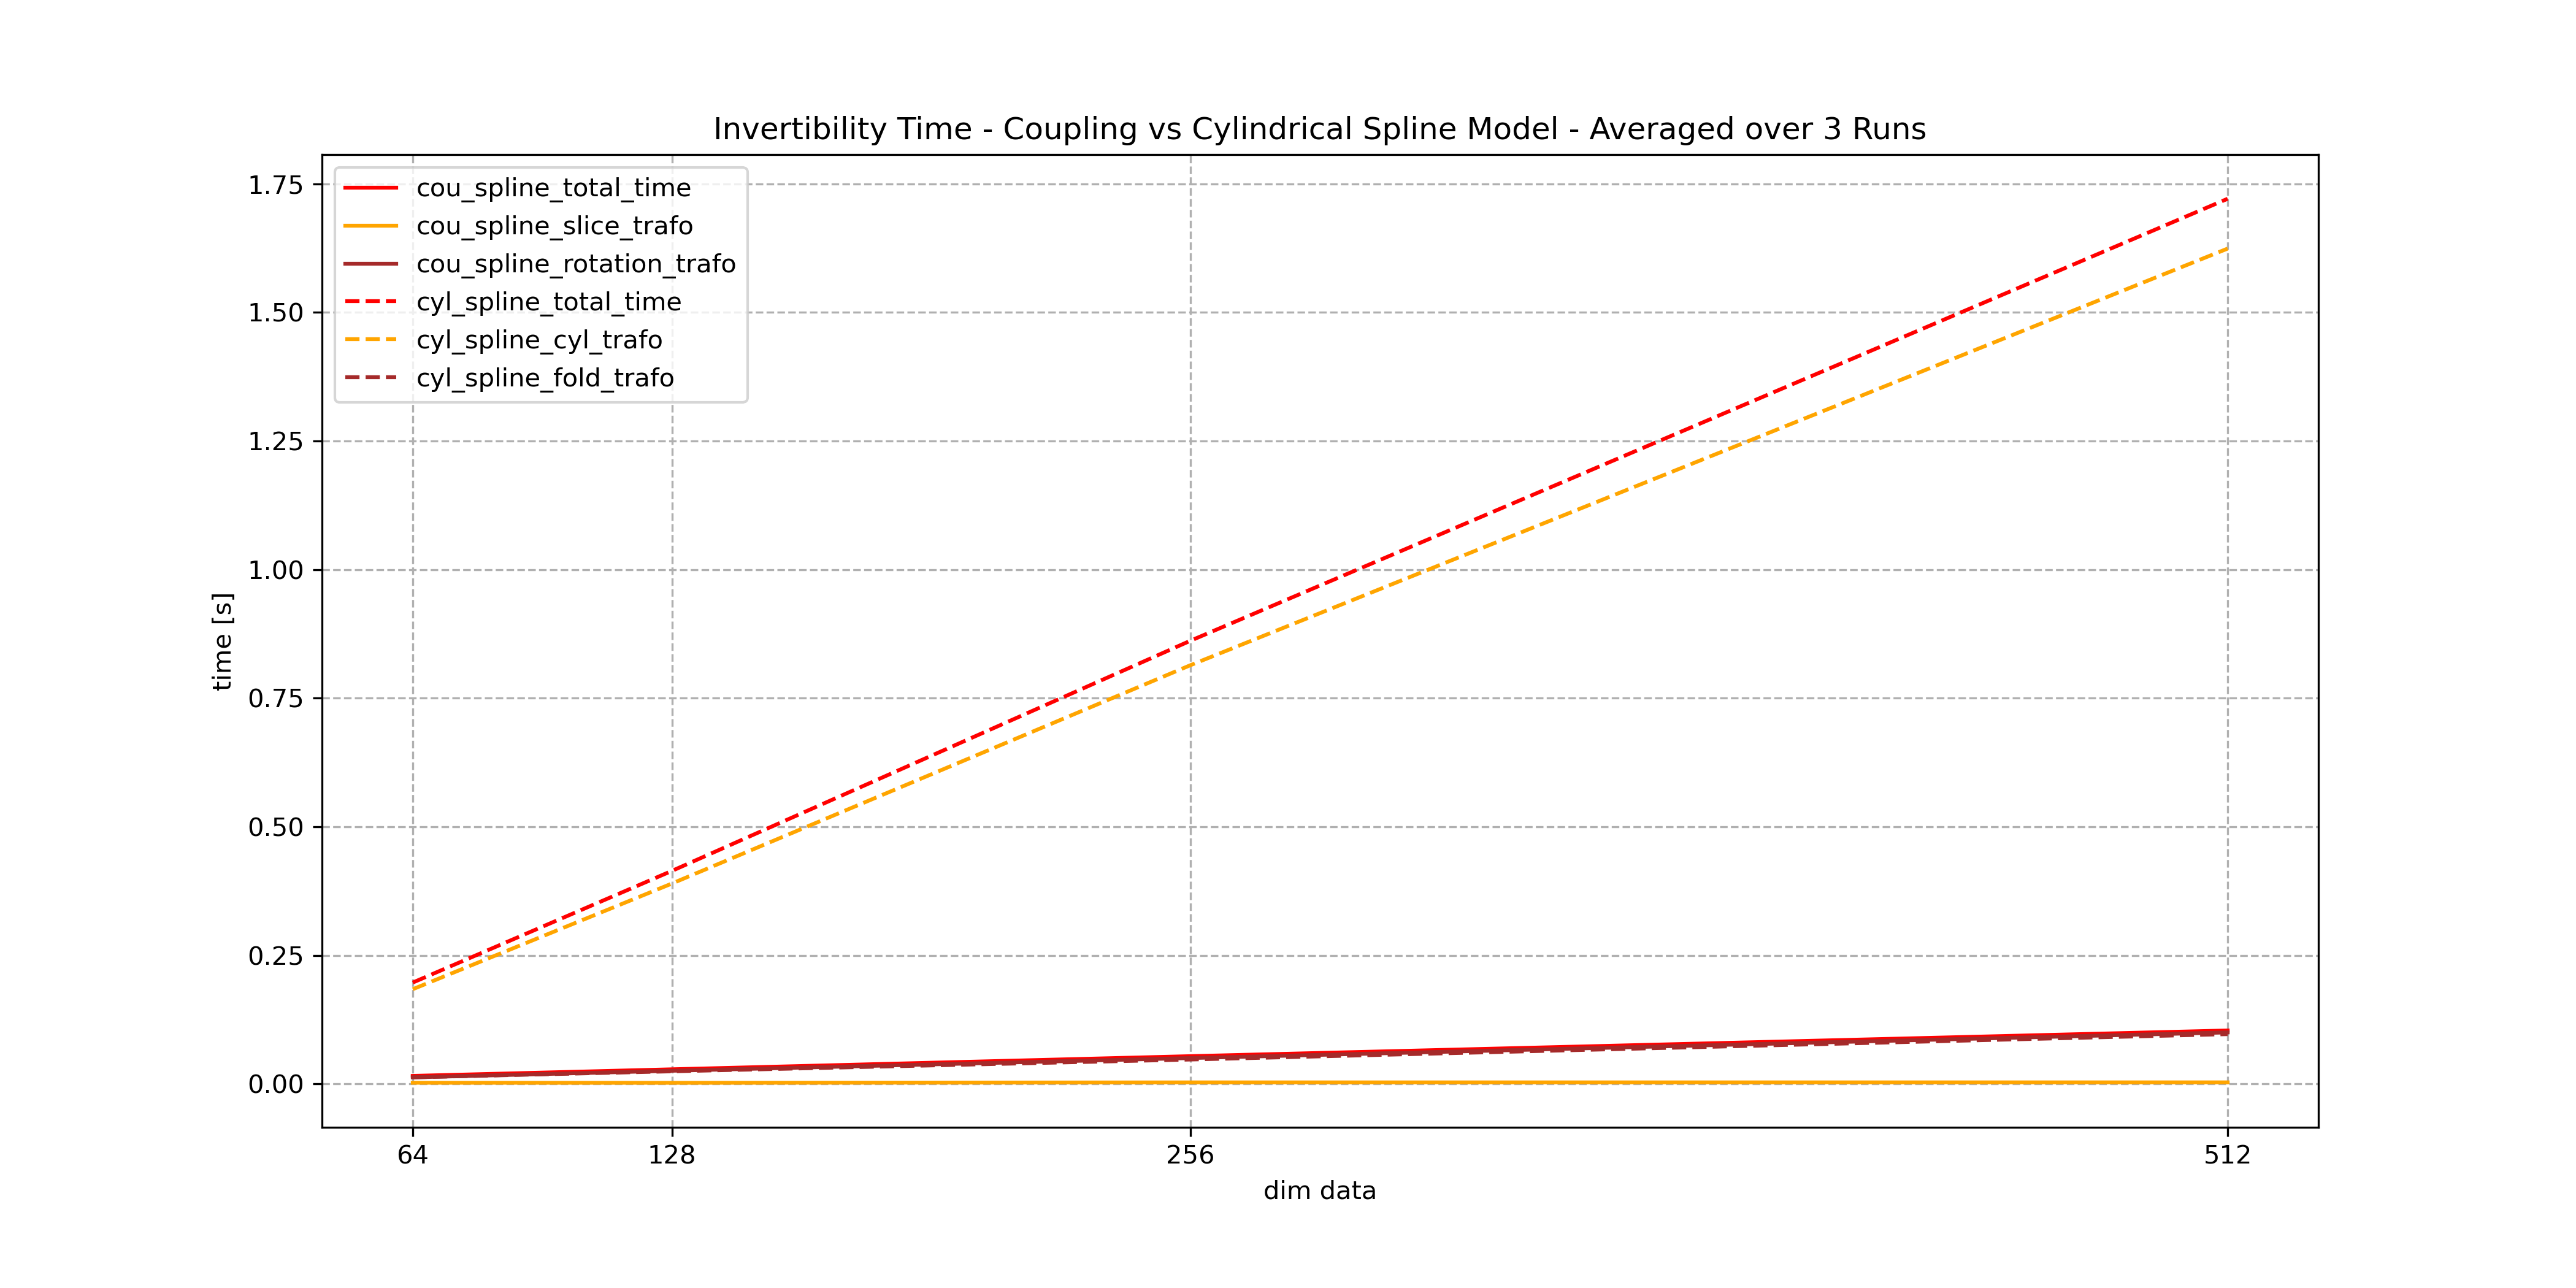 Invertibility Time - Coupling vs Cylindrical Spline Model - Averaged over 3 Runs
cou_spline_total_time
cou_spline_slice_trafo
cou_spline_rotation_trafo
cyl_spline_total_time
cyl_spline_cyl_trafo
cyl_spline_fold_trafo
time [s]
1.75
1.50
1.25
1.00
0.75
0.50
0.25
0.00
64 128 256 512
dim data